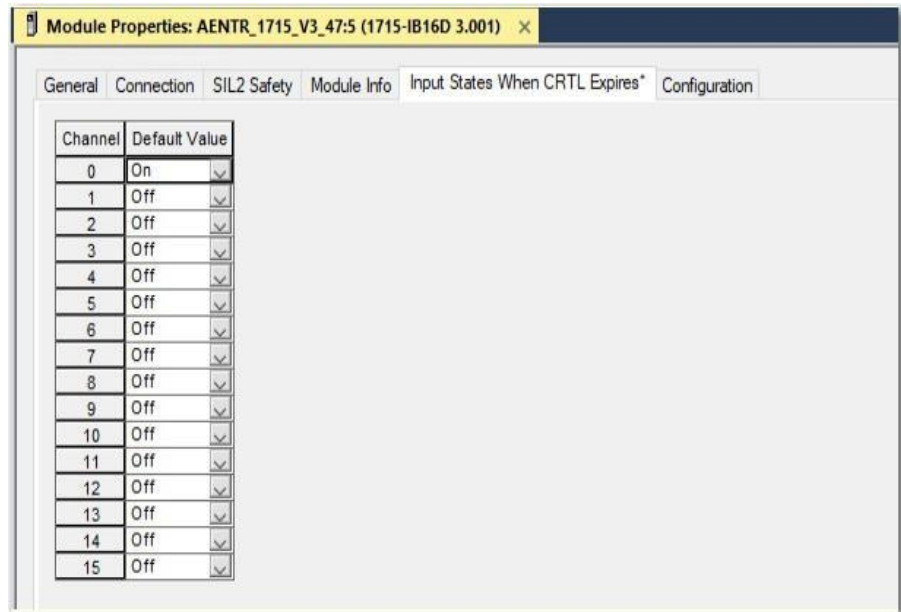 Module Properties: AENTR_1715_V3_47:5 (1715-IB16D 3.001) ×
General Connection SIL2 Safety Module Info Input States When CRTL Expires* Configuration
Channel Default Value
0 On
1 Off
2 Off
3 Off
4 Off
5 Off
6 Off
7 Off
8 Off
9 Off
10 Off
11 Off
12 Off
13 Off
14 Off
15 Off